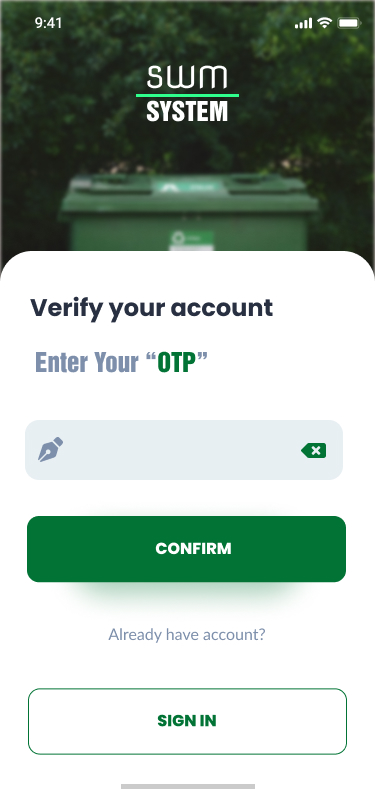 9:41
swm
SYSTEM
Verify your account
Enter Your “OTP”
CONFIRM
Already have account?
SIGN IN